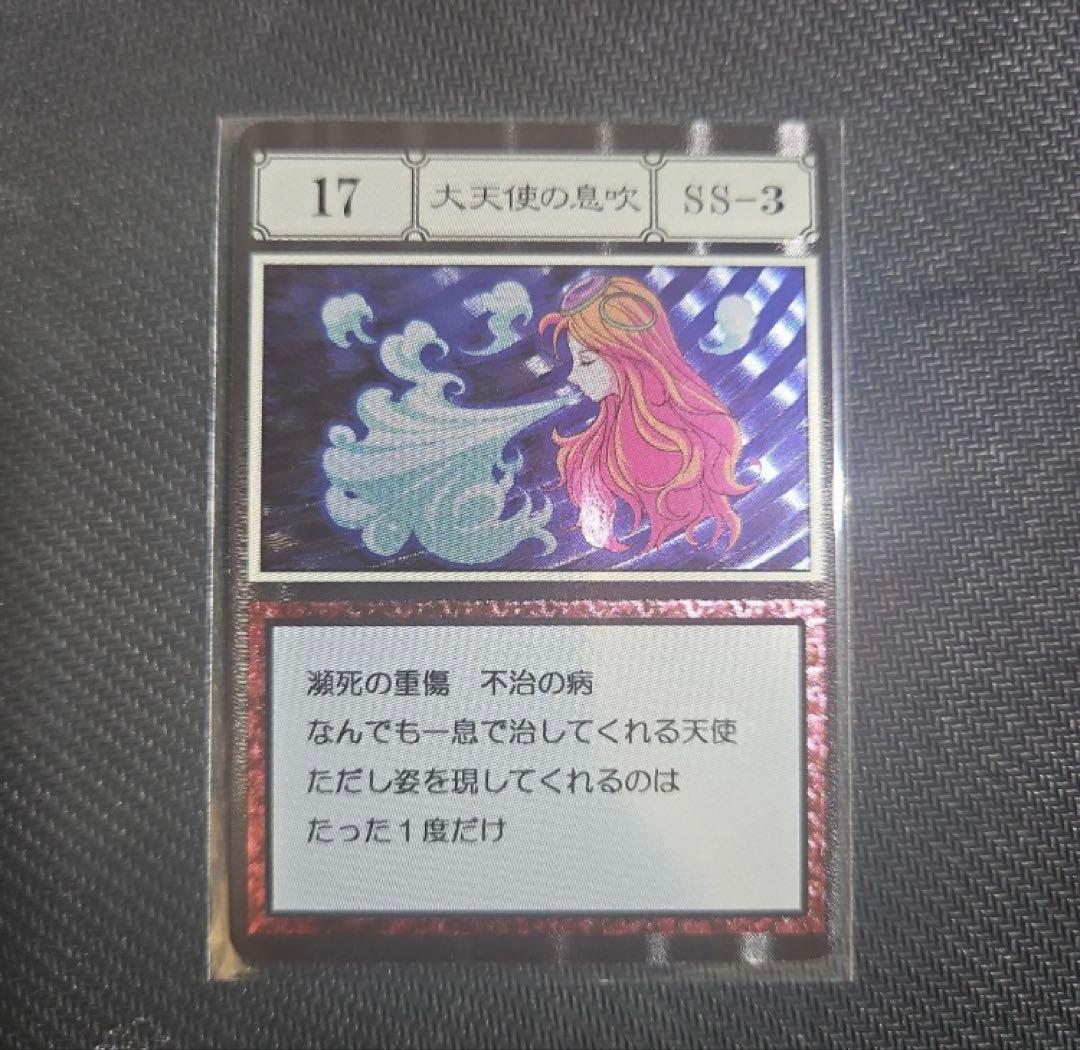 17 大天使の息吹 SS-3
瀕死の重傷 不治の病
なんでも一息で治してくれる天使
ただし姿を現してくれるのは
たった1度だけ